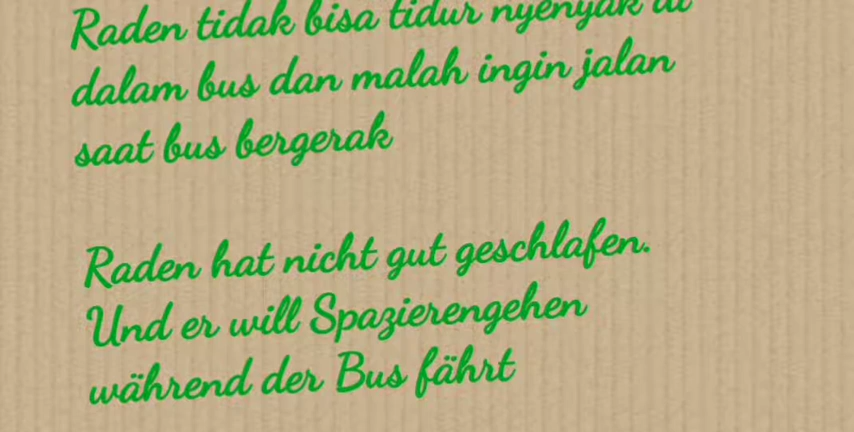 Raden tidak bisa tidur nyenyak di
dalam bus dan malah ingin jalan
saat bus bergerak
Raden hat nicht gut geschlafen.
Und er will Spazierengehen
während der Bus fährt